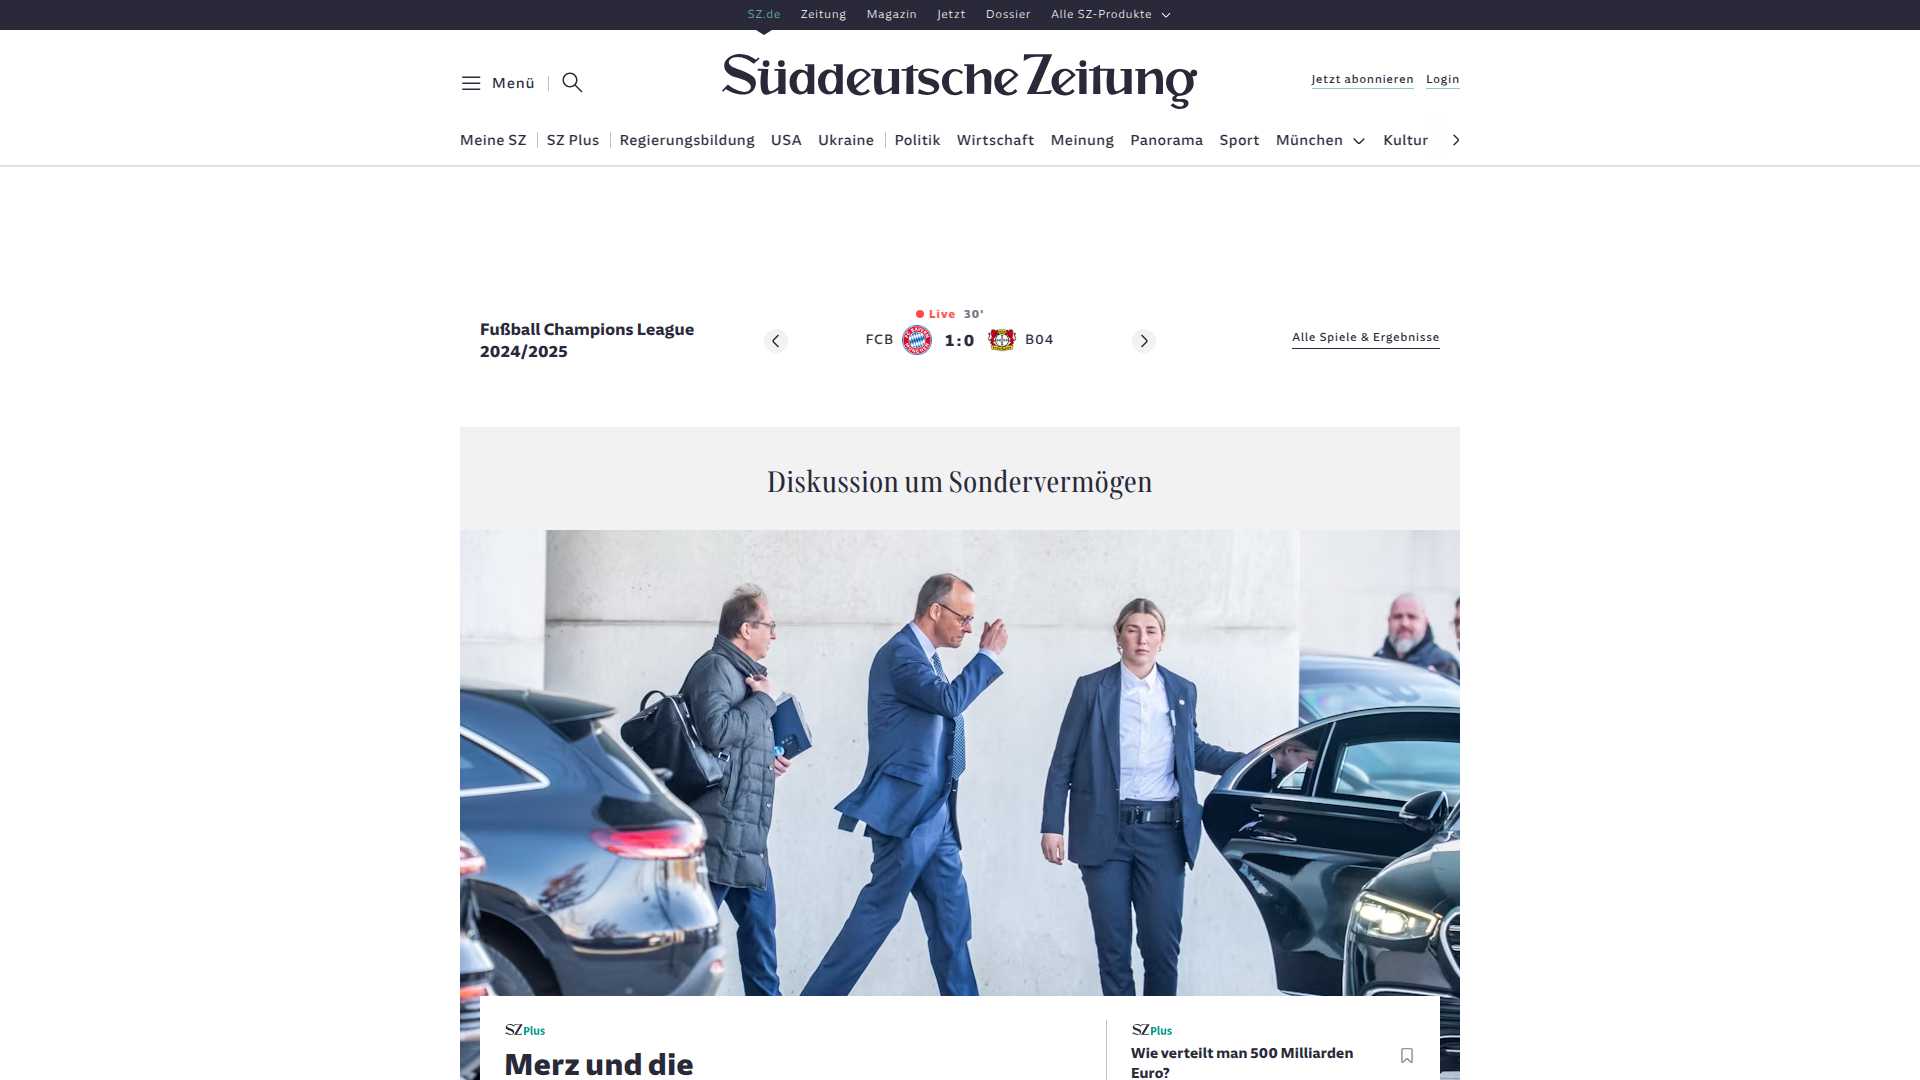 SZ.de Zeitung Magazin Jetzt Dossier Alle SZ-Produkte
Menü
Süddeutsche Zeitung
Jetzt abonnieren Login
Meine SZ SZ Plus Regierungsbildung USA Ukraine Politik Wirtschaft Meinung Panorama Sport München Kultur
Fußball Champions League
2024/2025
Live 30'
FCB 1:0 B04
Alle Spiele & Ergebnisse
Diskussion um Sondervermögen
SZ Plus
Merz und die
SZ Plus
Wie verteilt man 500 Milliarden
Euro?